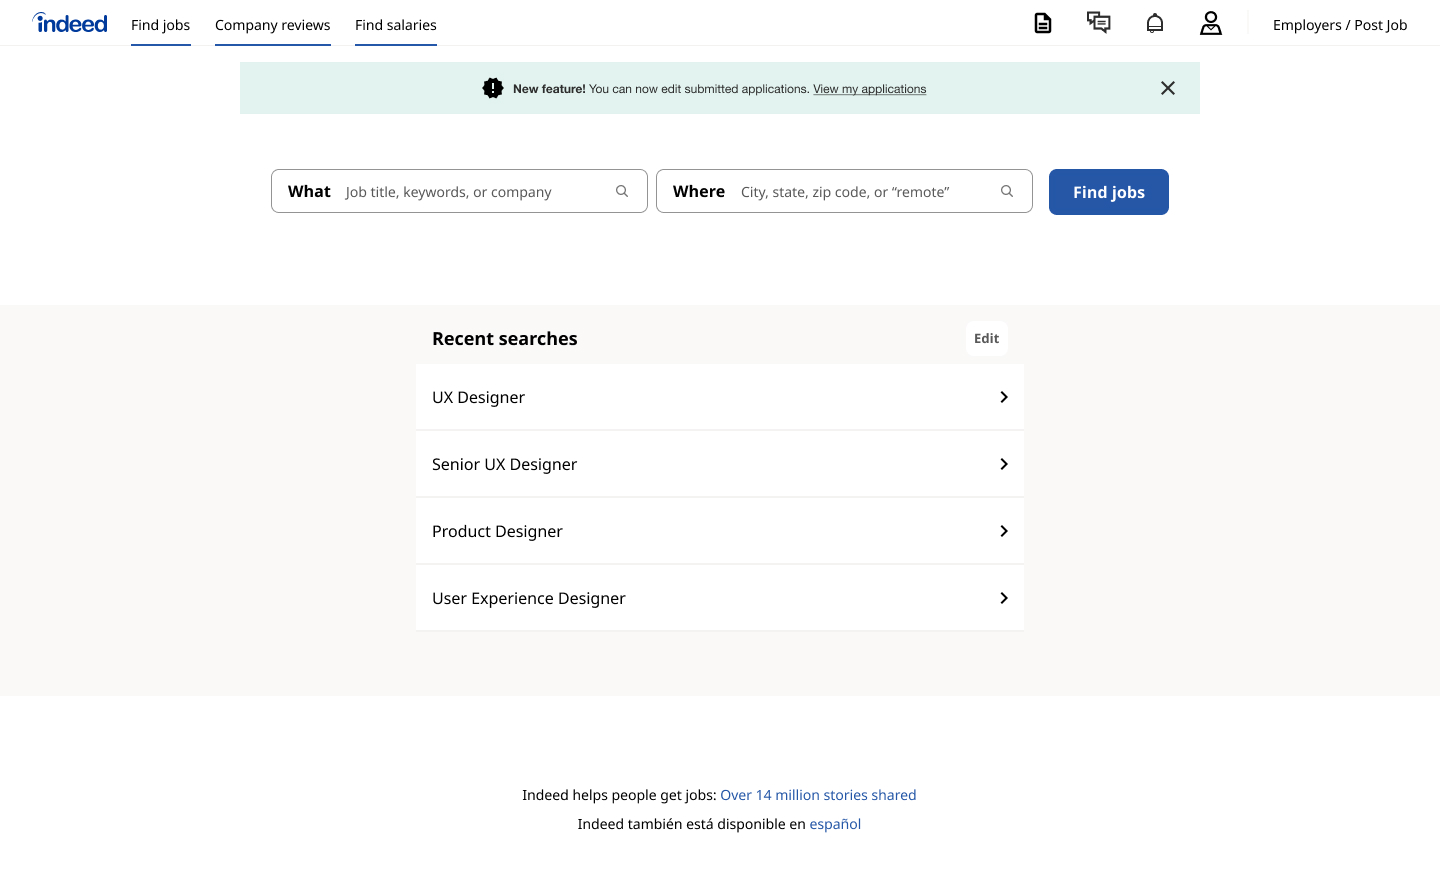 indeed Find jobs Company reviews Find salaries Employers / Post Job
New feature! You can now edit submitted applications. View my applications
What Job title, keywords, or company Where City, state, zip code, or “remote” Find jobs
Recent searches Edit
UX Designer
Senior UX Designer
Product Designer
User Experience Designer
Indeed helps people get jobs: Over 14 million stories shared
Indeed también está disponible en español